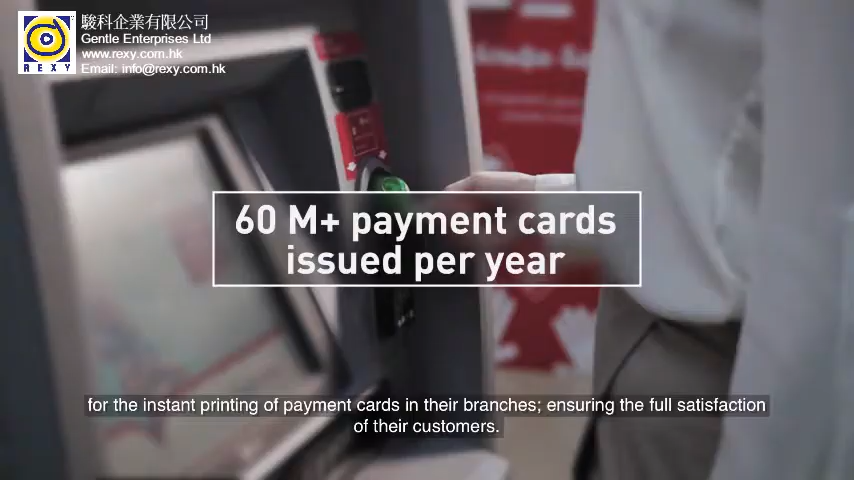 駿科企業有限公司
Gentle Enterprises Ltd
www.rexy.com.hk
Email: info@rexy.com.hk
REXY
60 M+ payment cards
issued per year
for the instant printing of payment cards in their branches; ensuring the full satisfaction
of their customers.